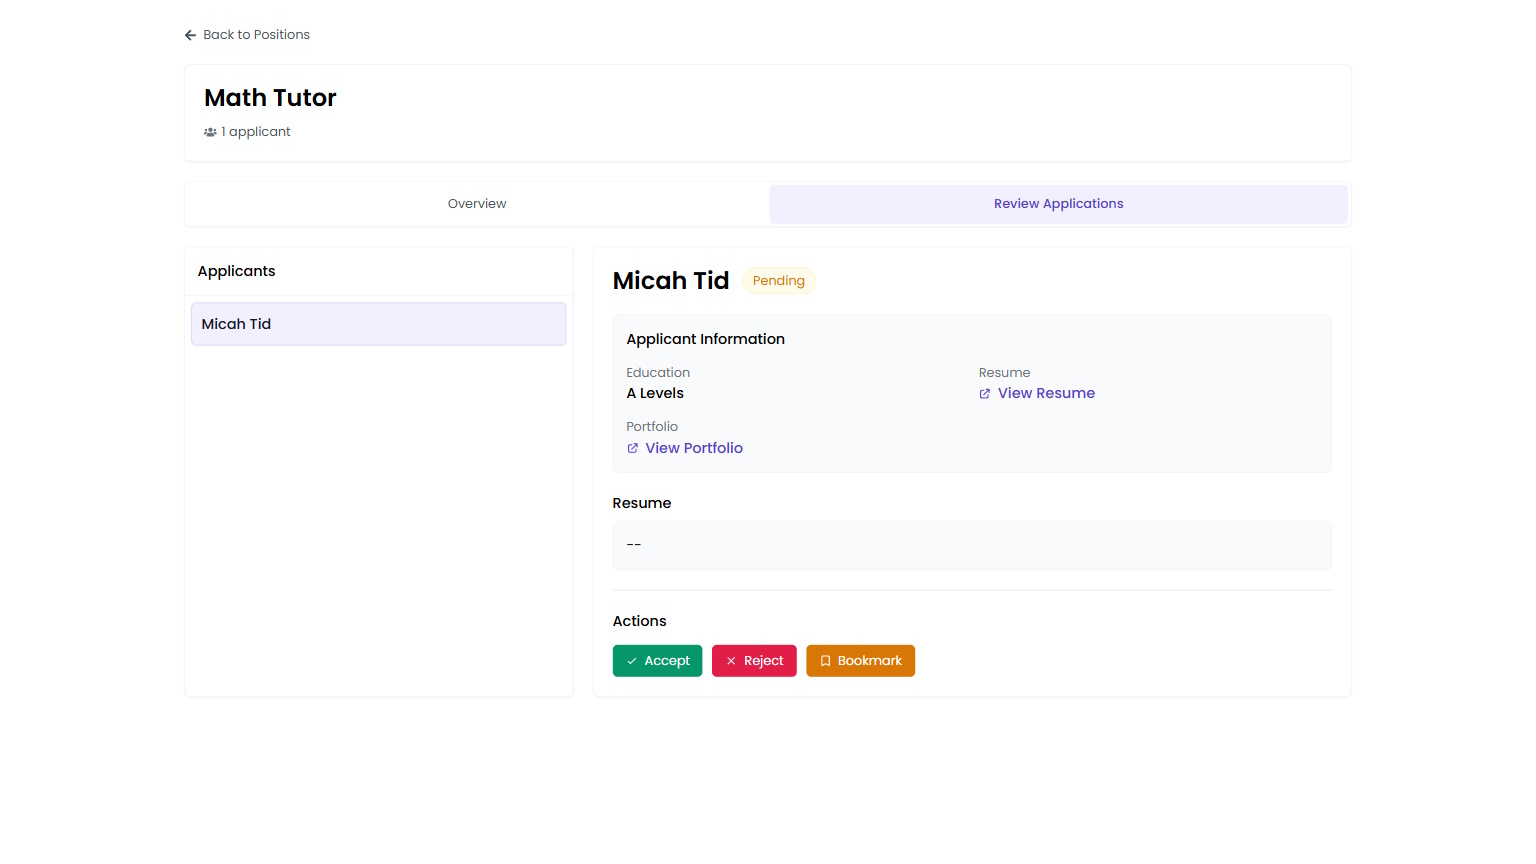 Back to Positions
Math Tutor
1 applicant
Overview
Review Applications
Applicants
Micah Tid
Micah Tid
Pending
Applicant Information
Education
A Levels
Resume
View Resume
Portfolio
View Portfolio
Resume
--
Actions
Accept
Reject
Bookmark